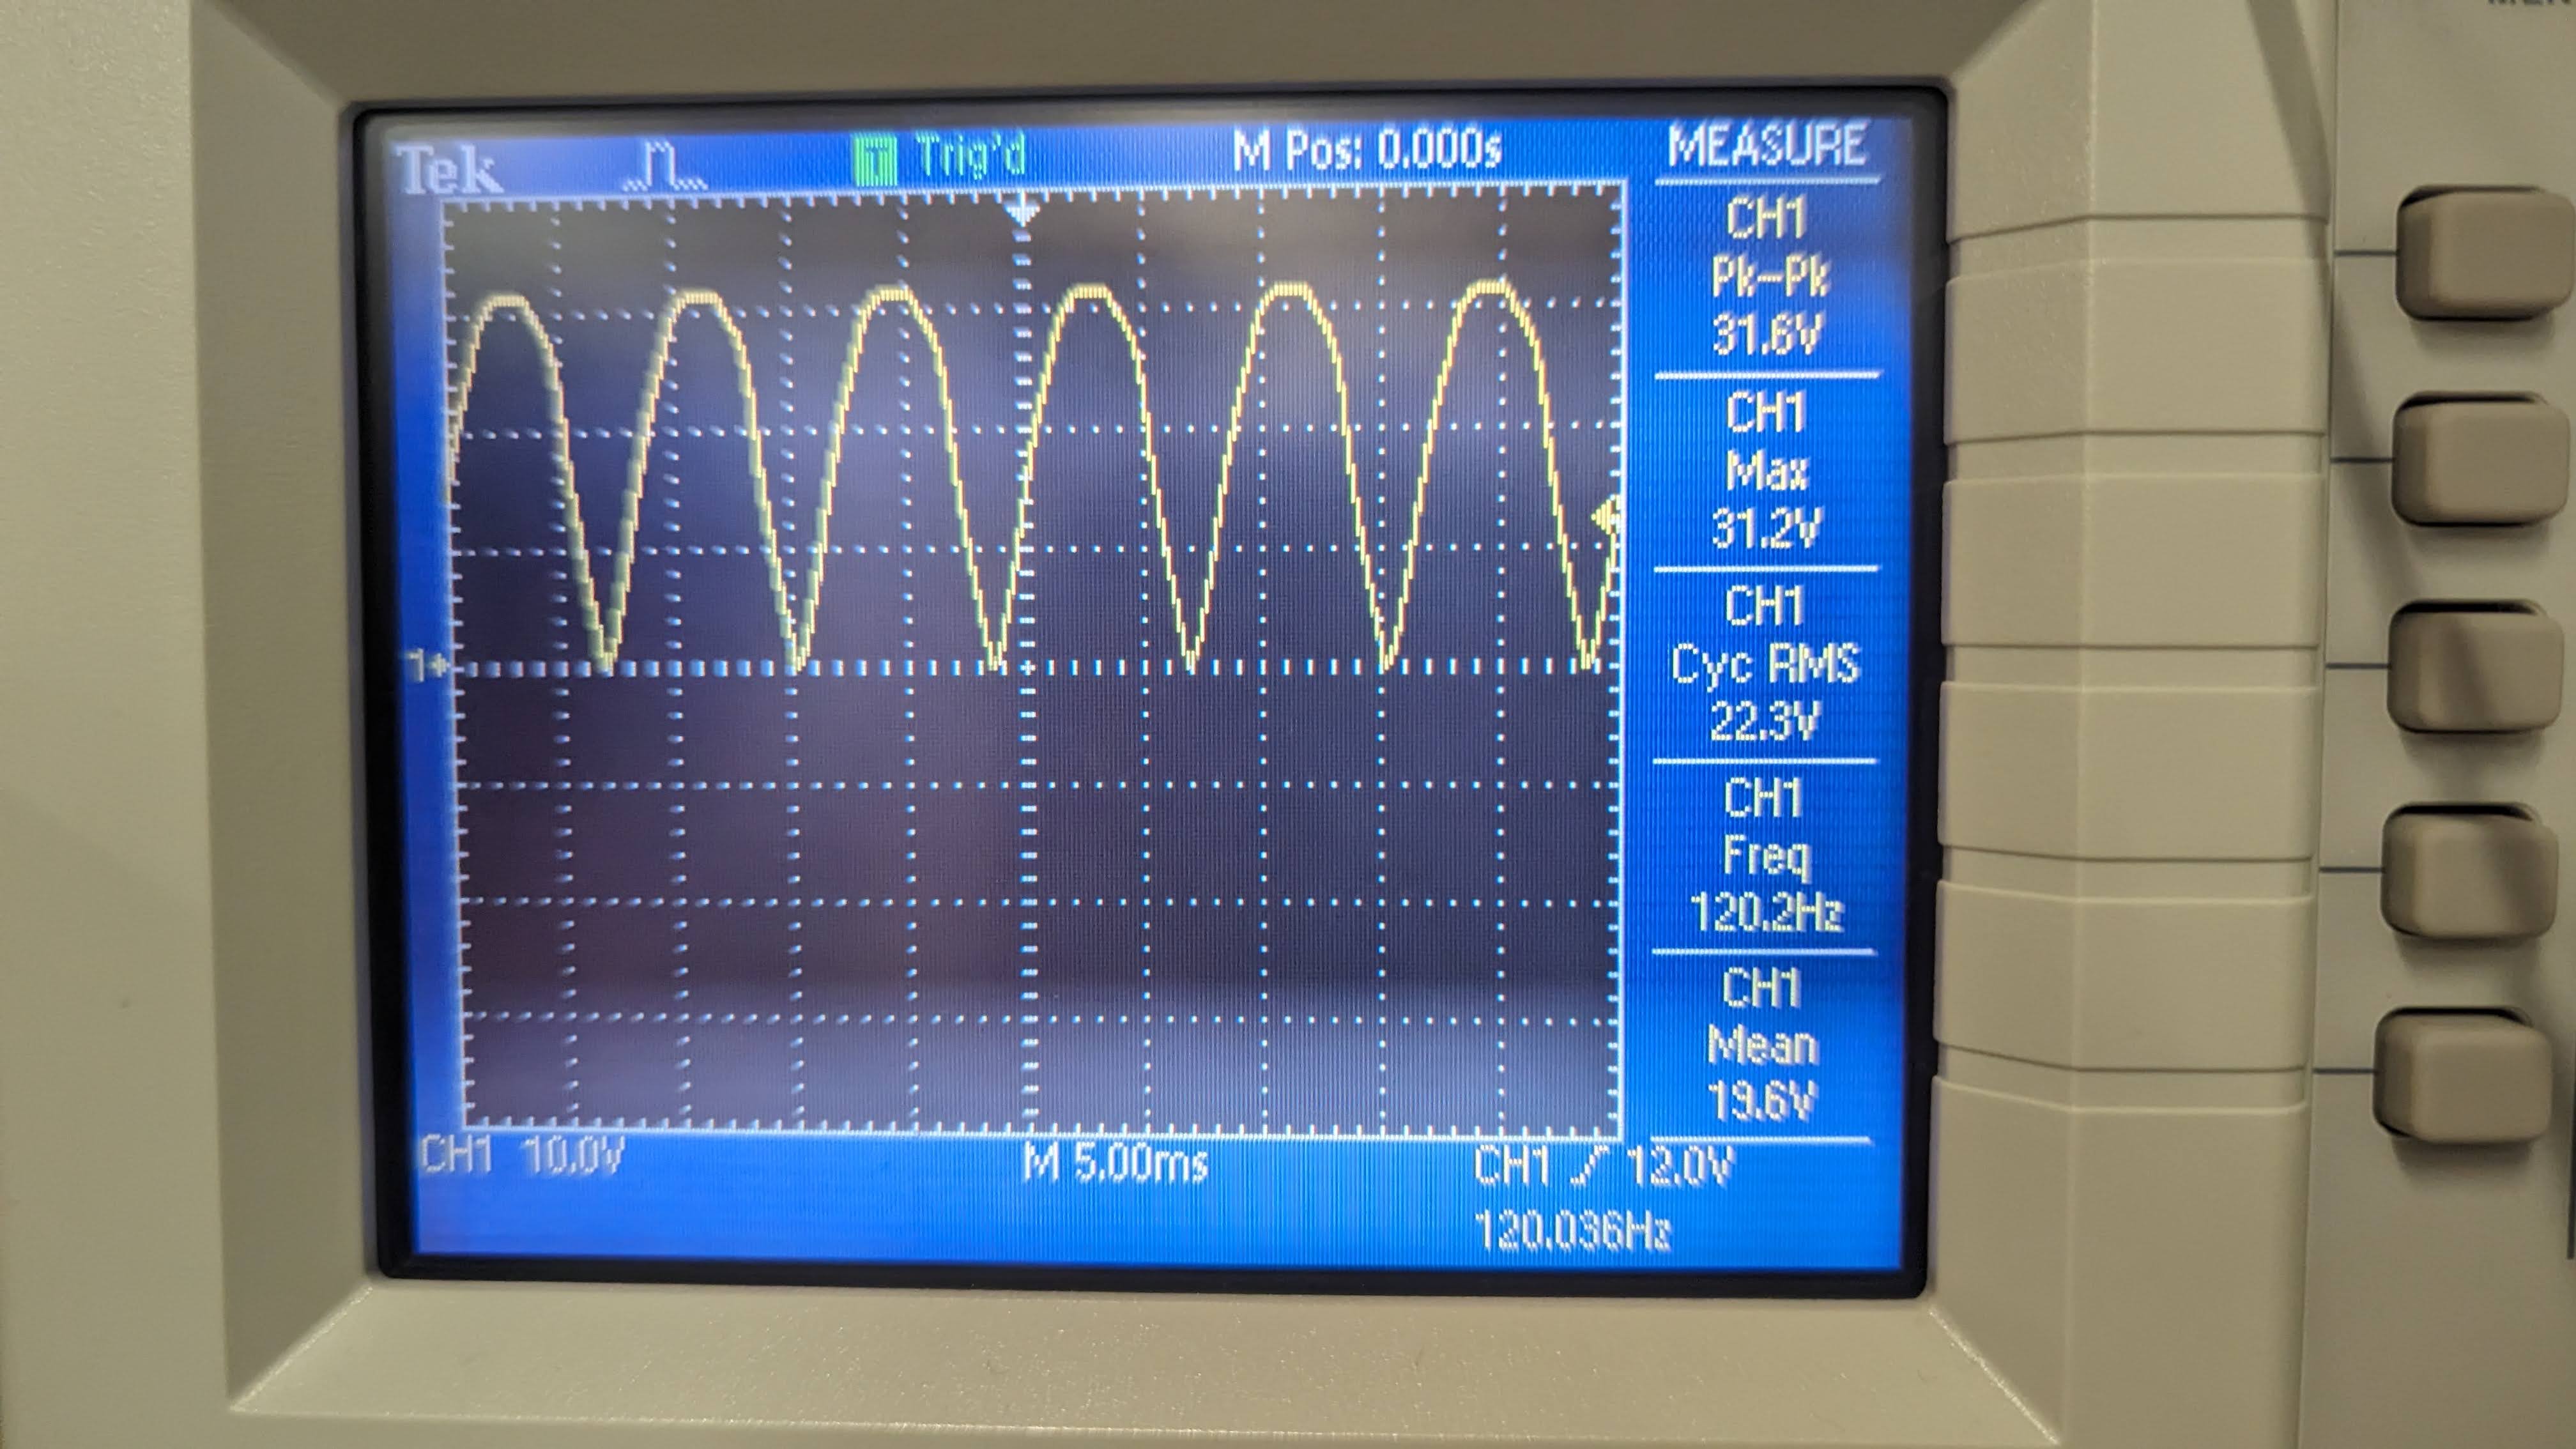 Tek T Trig'd M Pos: 0.000s MEASURE
CH1
Pk-Pk
31.6V
CH1
Max
31.2V
CH1
Cyc RMS
22.3V
CH1
Freq
120.2Hz
CH1
Mean
19.6V
1
CH1 10.0V M 5.00ms CH1 12.0V
120.036Hz